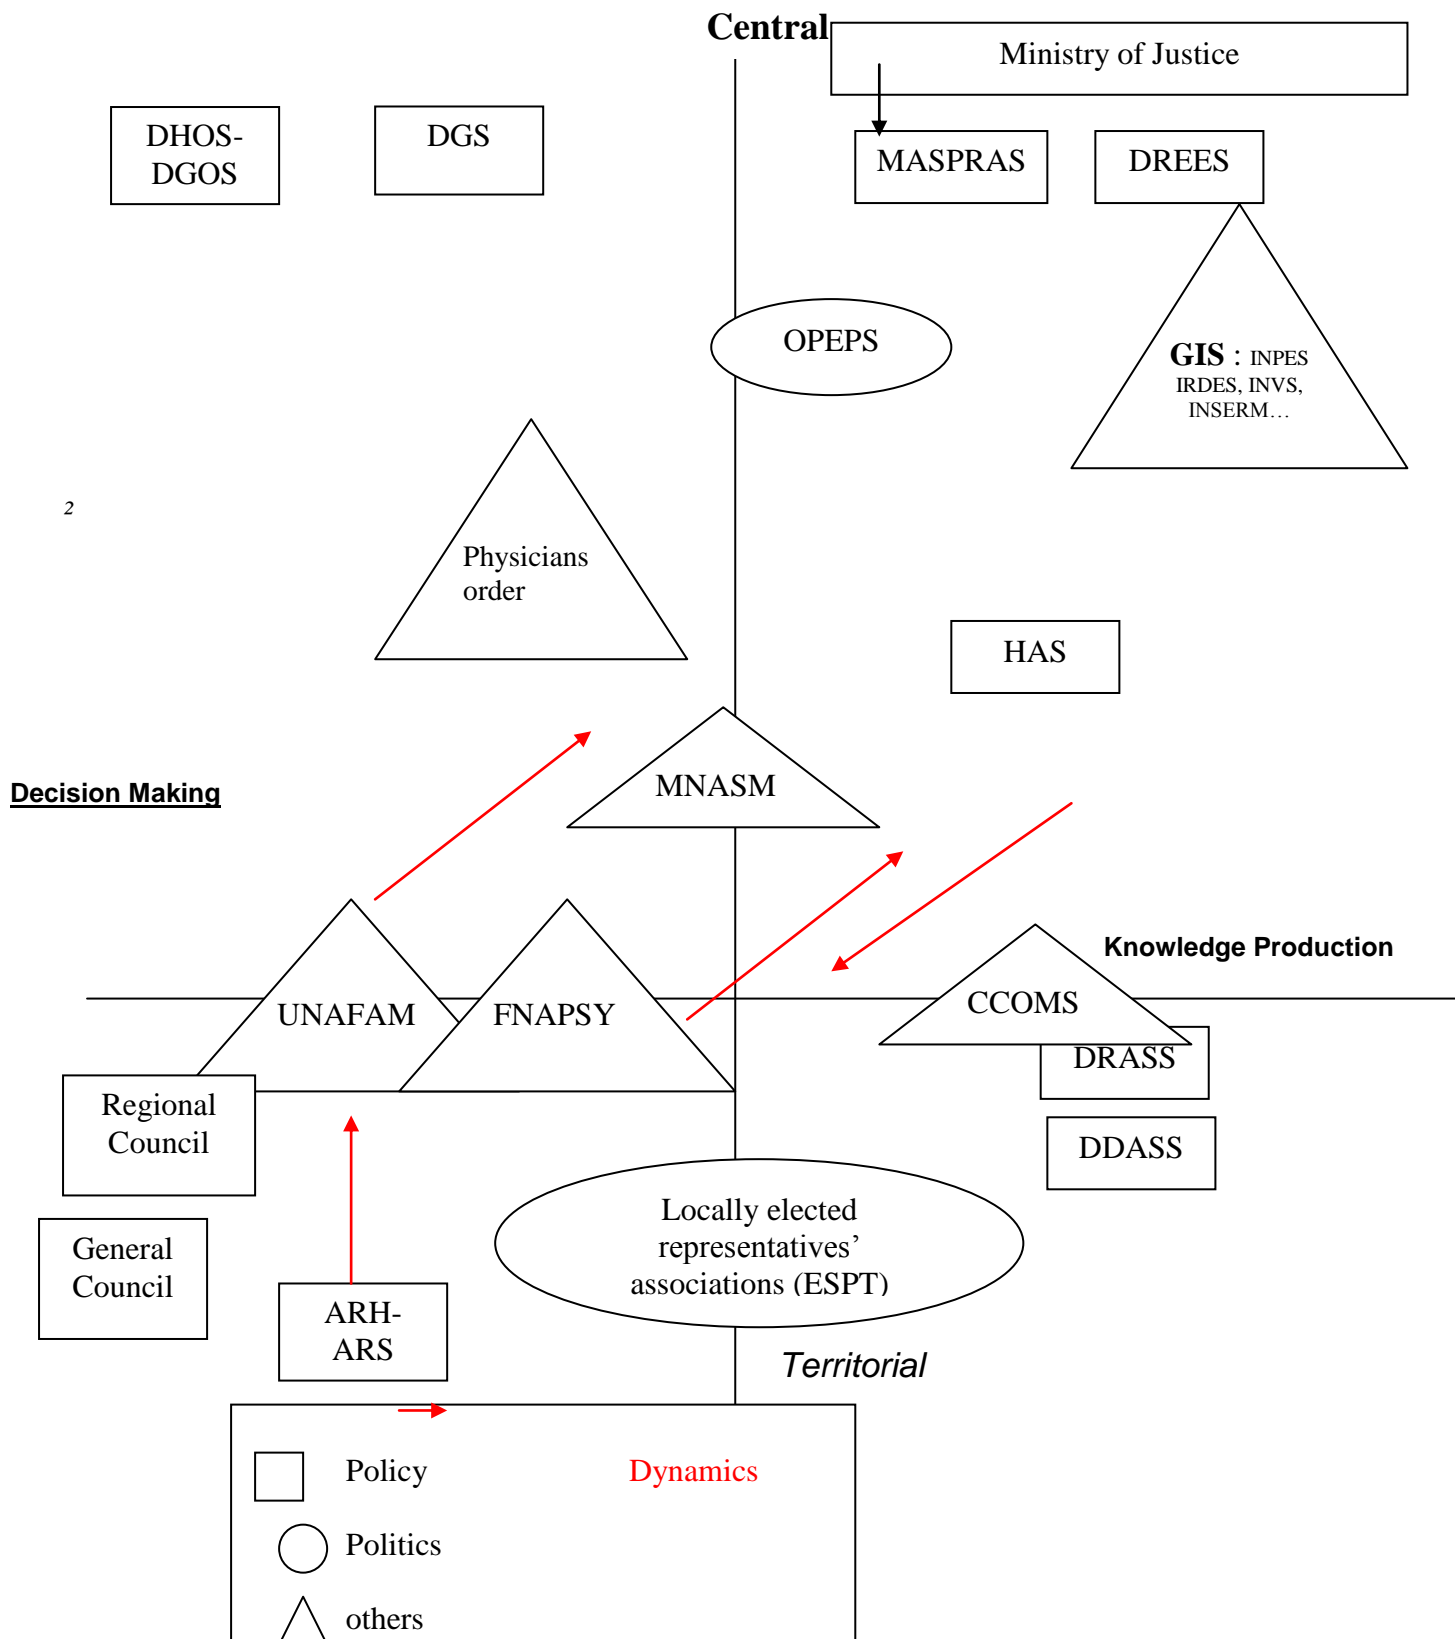 Central
Ministry of Justice
DHOS-
DGOS
DGS
MASPRAS
DREES
OPEPS
GIS : INPES
IRDES, INVS,
INSERM…
2
Physicians
order
HAS
MNASM
Decision Making
Knowledge Production
UNAFAM
FNAPSY
CCOMS
DRASS
Regional
Council
DDASS
Locally elected
representatives’
associations (ESPT)
General
Council
ARH-
ARS
Territorial
Policy
Dynamics
Politics
others